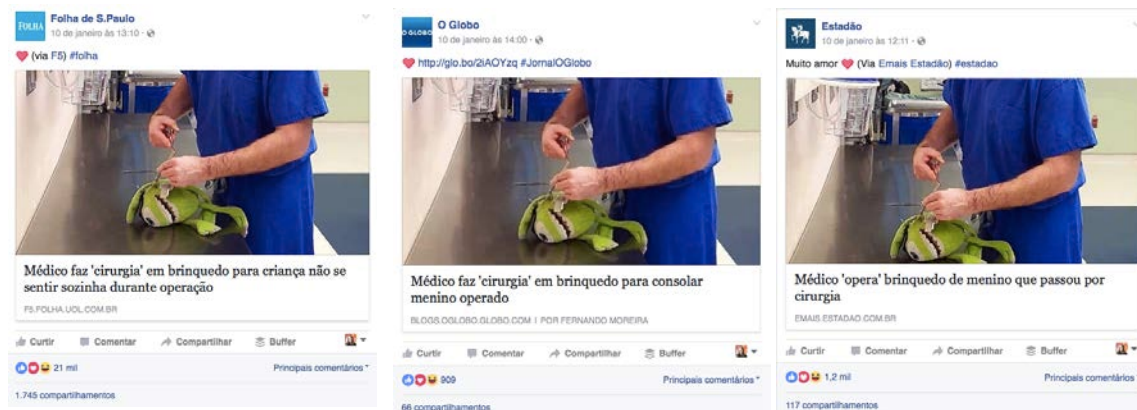 FOLHA
Folha de S.Paulo
10 de janeiro às 13:10 ·
(via F5) #folha
Médico faz 'cirurgia' em brinquedo para criança não se
sentir sozinha durante operação
F5.FOLHA.UOL.COM.BR
Curtir Comentar Compartilhar Buffer
21 mil Principais comentários
1.745 compartilhamentos
O GLOBO
O Globo
10 de janeiro às 14:00 ·
http://glo.bo/2iAOYzq #JornalOGlobo
Médico faz 'cirurgia' em brinquedo para consolar
menino operado
BLOGS.OGLOBO.GLOBO.COM | POR FERNANDO MOREIRA
Curtir Comentar Compartilhar Buffer
909 Principais comentários
66 compartilhamentos
Estadão
10 de janeiro às 12:11 ·
Muito amor (Via Emais Estadão) #estadao
Médico 'opera' brinquedo de menino que passou por
cirurgia
EMAIS.ESTADAO.COM.BR
Curtir Comentar Compartilhar Buffer
1,2 mil Principais comentários
117 compartilhamentos